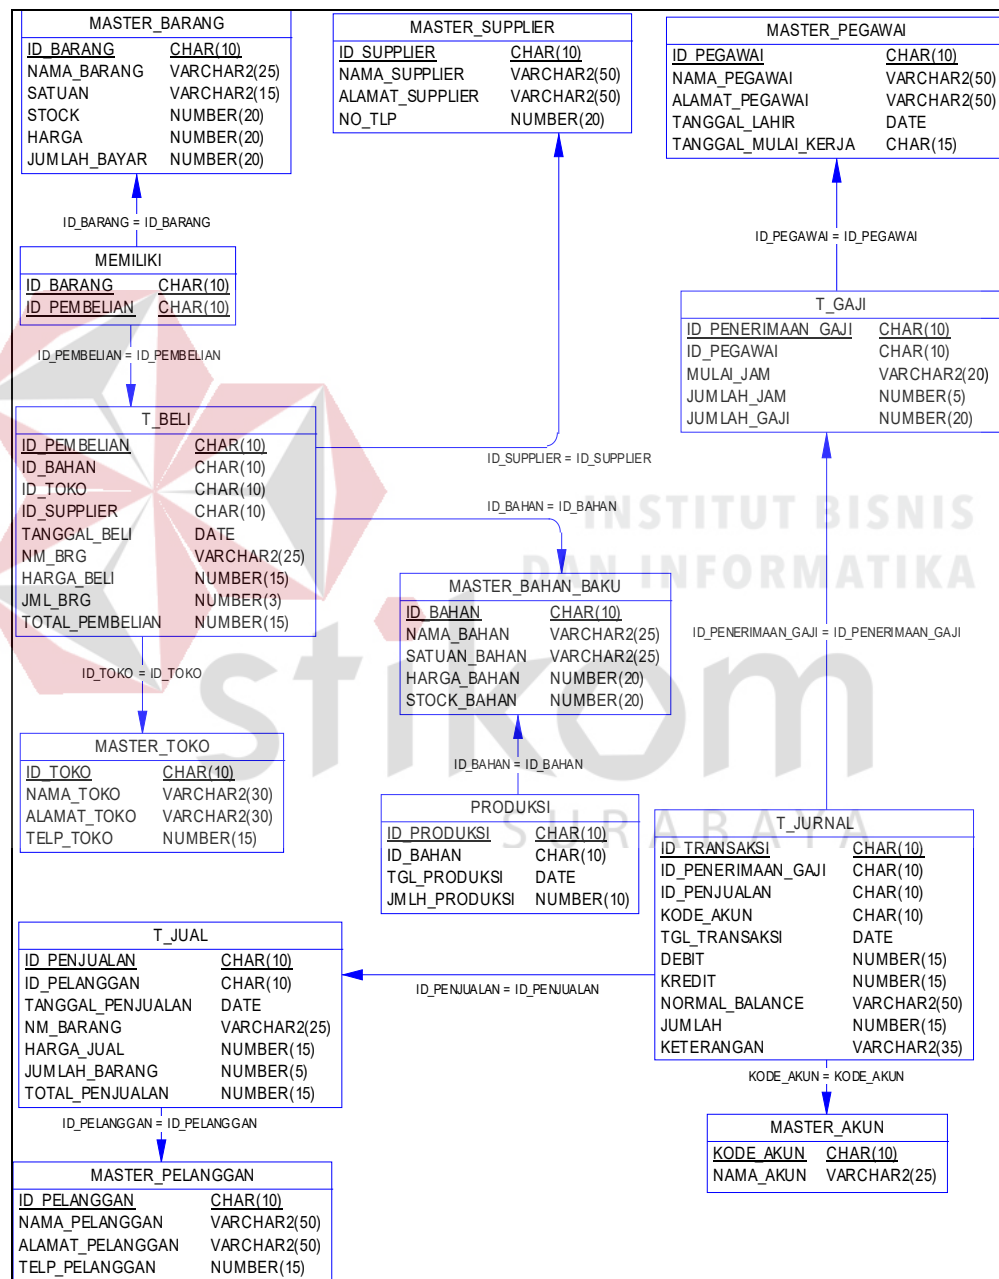 MASTER_BARANG
ID_BARANG CHAR(10)
NAMA_BARANG VARCHAR2(25)
SATUAN VARCHAR2(15)
STOCK NUMBER(20)
HARGA NUMBER(20)
JUMLAH_BAYAR NUMBER(20)
MASTER_SUPPLIER
ID_SUPPLIER CHAR(10)
NAMA_SUPPLIER VARCHAR2(50)
ALAMAT_SUPPLIER VARCHAR2(50)
NO_TLP NUMBER(20)
MASTER_PEGAWAI
ID_PEGAWAI CHAR(10)
NAMA_PEGAWAI VARCHAR2(50)
ALAMAT_PEGAWAI VARCHAR2(50)
TANGGAL_LAHIR DATE
TANGGAL_MULAI_KERJA CHAR(15)
ID_BARANG = ID_BARANG
ID_PEGAWAI = ID_PEGAWAI
MEMILIKI
ID_BARANG CHAR(10)
ID_PEMBELIAN CHAR(10)
T_GAJI
ID_PENERIMAAN_GAJI CHAR(10)
ID_PEGAWAI CHAR(10)
MULAI_JAM VARCHAR2(20)
JUMLAH_JAM NUMBER(5)
JUMLAH_GAJI NUMBER(20)
ID_PEMBELIAN = ID_PEMBELIAN
T_BELI
ID_PEMBELIAN CHAR(10)
ID_BAHAN CHAR(10)
ID_TOKO CHAR(10)
ID_SUPPLIER CHAR(10)
TANGGAL_BELI DATE
NM_BRG VARCHAR2(25)
HARGA_BELI NUMBER(15)
JML_BRG NUMBER(3)
TOTAL_PEMBELIAN NUMBER(15)
ID_SUPPLIER = ID_SUPPLIER
ID_BAHAN = ID_BAHAN
INSTITUT BISNIS
DAN INFORMATIKA
MASTER_BAHAN_BAKU
ID_BAHAN CHAR(10)
NAMA_BAHAN VARCHAR2(25)
SATUAN_BAHAN VARCHAR2(25)
HARGA_BAHAN NUMBER(20)
STOCK_BAHAN NUMBER(20)
ID_PENERIMAAN_GAJI = ID_PENERIMAAN_GAJI
ID_TOKO = ID_TOKO
stikom
MASTER_TOKO
ID_TOKO CHAR(10)
NAMA_TOKO VARCHAR2(30)
ALAMAT_TOKO VARCHAR2(30)
TELP_TOKO NUMBER(15)
ID_BAHAN = ID_BAHAN
PRODUKSI
ID_PRODUKSI CHAR(10)
ID_BAHAN CHAR(10)
TGL_PRODUKSI DATE
JMLH_PRODUKSI NUMBER(10)
SURABAYA
T_JURNAL
ID_TRANSAKSI CHAR(10)
ID_PENERIMAAN_GAJI CHAR(10)
ID_PENJUALAN CHAR(10)
KODE_AKUN CHAR(10)
TGL_TRANSAKSI DATE
DEBIT NUMBER(15)
KREDIT NUMBER(15)
NORMAL_BALANCE VARCHAR2(50)
JUMLAH NUMBER(15)
KETERANGAN VARCHAR2(35)
T_JUAL
ID_PENJUALAN CHAR(10)
ID_PELANGGAN CHAR(10)
TANGGAL_PENJUALAN DATE
NM_BARANG VARCHAR2(25)
HARGA_JUAL NUMBER(15)
JUMLAH_BARANG NUMBER(5)
TOTAL_PENJUALAN NUMBER(15)
ID_PENJUALAN = ID_PENJUALAN
KODE_AKUN = KODE_AKUN
ID_PELANGGAN = ID_PELANGGAN
MASTER_AKUN
KODE_AKUN CHAR(10)
NAMA_AKUN VARCHAR2(25)
MASTER_PELANGGAN
ID_PELANGGAN CHAR(10)
NAMA_PELANGGAN VARCHAR2(50)
ALAMAT_PELANGGAN VARCHAR2(50)
TELP_PELANGGAN NUMBER(15)